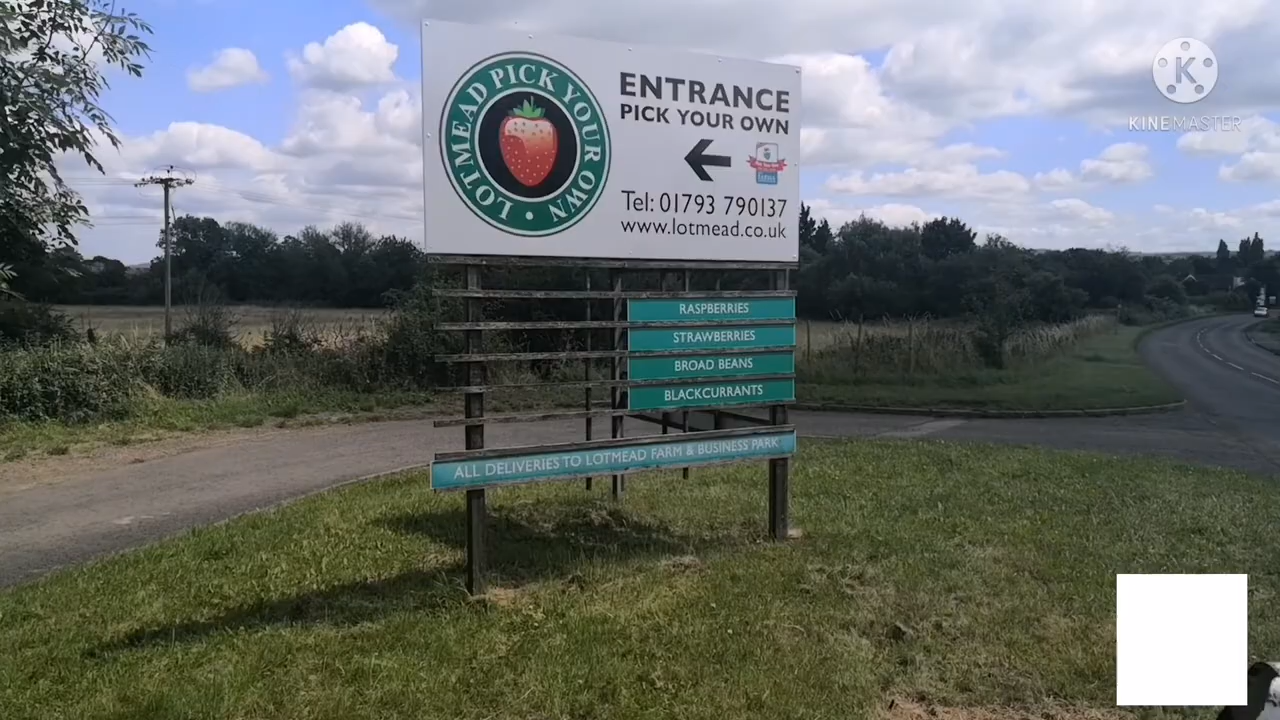 LOTMEAD PICK YOUR OWN
ENTRANCE
PICK YOUR OWN
Tel: 01793 790137
www.lotmead.co.uk
RASPBERRIES
STRAWBERRIES
BROAD BEANS
BLACKCURRANTS
ALL DELIVERIES TO LOTMEAD FARM & BUSINESS PARK
K
KINEMASTER